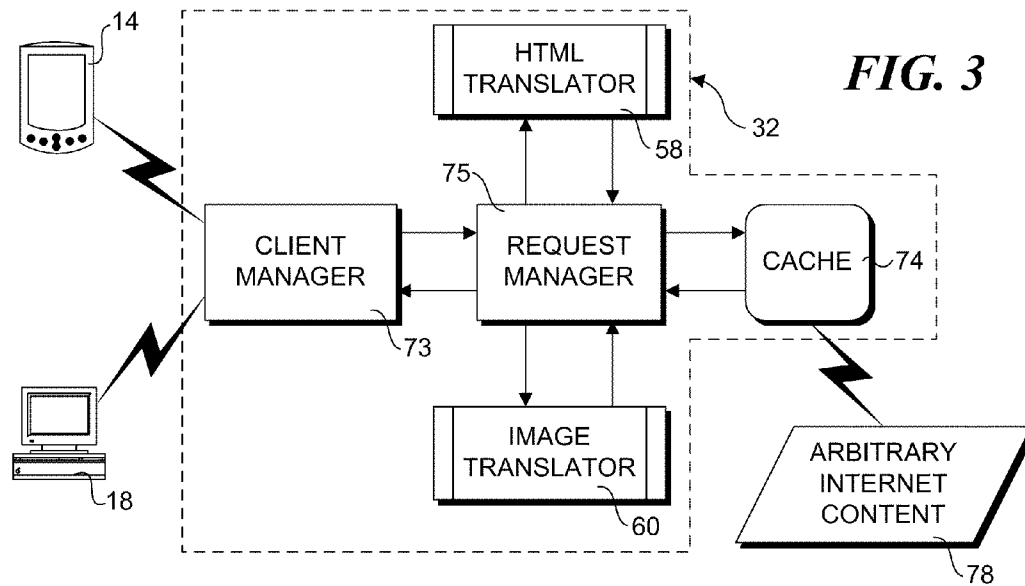 14
HTML
TRANSLATOR
FIG. 3
32
58
75
CLIENT
MANAGER
REQUEST
MANAGER
CACHE
74
73
18
IMAGE
TRANSLATOR
60
ARBITRARY
INTERNET
CONTENT
78